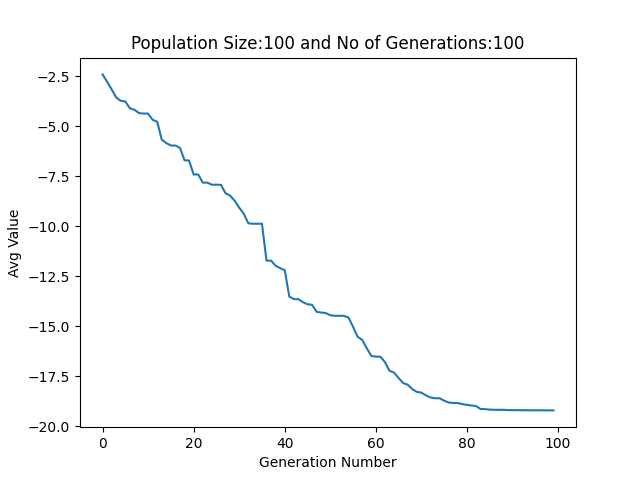 Population Size:100 and No of Generations:100
−2.5
−5.0
−7.5
−10.0
−12.5
−15.0
−17.5
−20.0
Avg Value
0 20 40 60 80 100
Generation Number